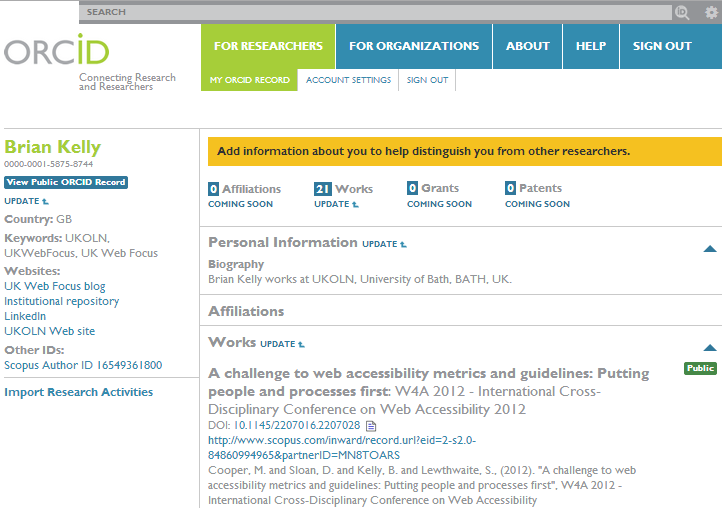 SEARCH
iD
ORCiD
Connecting Research
and Researchers
FOR RESEARCHERS
FOR ORGANIZATIONS
ABOUT
HELP
SIGN OUT
MY ORCID RECORD
ACCOUNT SETTINGS
SIGN OUT
Brian Kelly
0000-0001-5875-8744
View Public ORCID Record
UPDATE
Country: GB
Keywords: UKOLN,
UKWebFocus, UK Web Focus
Websites:
UK Web Focus blog
Institutional repository
LinkedIn
UKOLN Web site
Other IDs:
Scopus Author ID 16549361800
Import Research Activities
Add information about you to help distinguish you from other researchers.
0 Affiliations
COMING SOON
21 Works
UPDATE
0 Grants
COMING SOON
0 Patents
COMING SOON
Personal Information UPDATE
Biography
Brian Kelly works at UKOLN, University of Bath, BATH, UK.
Affiliations
Works UPDATE
A challenge to web accessibility metrics and guidelines: Putting
people and processes first: W4A 2012 - International Cross-
Disciplinary Conference on Web Accessibility 2012
Public
DOI: 10.1145/2207016.2207028
http://www.scopus.com/inward/record.url?eid=2-s2.0-
84860994965&partnerID=MN8TOARS
Cooper, M. and Sloan, D. and Kelly, B. and Lewthwaite, S., (2012). "A challenge to web
accessibility metrics and guidelines: Putting people and processes first", W4A 2012 -
International Cross-Disciplinary Conference on Web Accessibility